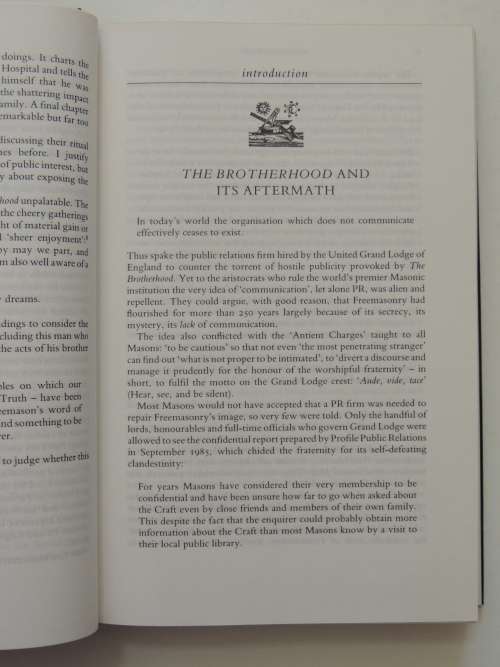 doings. It charts the
Hospital and tells the
himself that he was
the shattering impact
family. A final chapter
remarkable but far too
discussing their ritual
before. I justify
of public interest, but
about exposing the
unpalatable. The
the cheery gatherings
of material gain or
'sheer enjoyment':
may we part, and
also well aware of a
dreams.
to consider the
including this man who
the acts of his brother
on which our
Truth – have been
Freemason's word of
and something to be
to judge whether this
introduction
THE BROTHERHOOD AND
ITS AFTERMATH
In today's world the organisation which does not communicate
effectively ceases to exist.
Thus spake the public relations firm hired by the United Grand Lodge of
England to counter the torrent of hostile publicity provoked by The
Brotherhood. Yet to the aristocrats who rule the world's premier Masonic
institution the very idea of 'communication', let alone PR, was alien and
repellent. They could argue, with good reason, that Freemasonry had
flourished for more than 250 years largely because of its secrecy, its
mystery, its lack of communication.
The idea also conflicted with the 'Antient Charges' taught to all
Masons: 'to be cautious' so that not even 'the most penetrating stranger'
can find out 'what is not proper to be intimated', to 'divert a discourse and
manage it prudently for the honour of the worshipful fraternity' – in
short, to fulfil the motto on the Grand Lodge crest: 'Aude, vide, tace'
(Hear, see, and be silent).
Most Masons would not have accepted that a PR firm was needed to
repair Freemasonry's image, so very few were told. Only the handful of
lords, honourables and full-time officials who govern Grand Lodge were
allowed to see the confidential report prepared by Profile Public Relations
in September 1985, which chided the fraternity for its self-defeating
clandestinity:
For years Masons have considered their very membership to be
confidential and have been unsure how far to go when asked about
the Craft even by close friends and members of their own family.
This despite the fact that the enquirer could probably obtain more
information about the Craft than most Masons know by a visit to
their local public library.